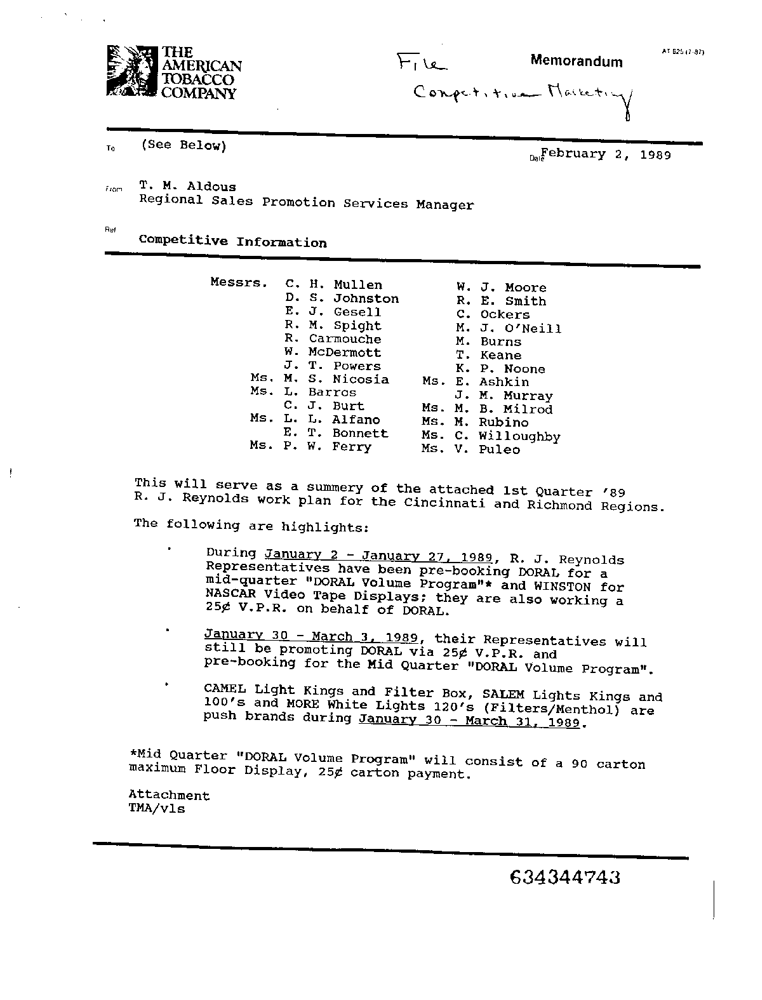 THE
AMERICAN
TOBACCO
COMPANY
AT 825 (7-87)
File
Memorandum
Competitive Marketing
To (See Below)
Date February 2, 1989
From T. M. Aldous
Regional Sales Promotion Services Manager
Ref
Competitive Information
Messrs. C. H. Mullen W. J. Moore
D. S. Johnston R. E. Smith
E. J. Gesell C. Ockers
R. M. Spight M. J. O'Neill
R. Carmouche M. Burns
W. McDermott T. Keane
J. T. Powers K. P. Noone
Ms. M. S. Nicosia Ms. E. Ashkin
Ms. L. Barros J. M. Murray
C. J. Burt Ms. M. B. Milrod
Ms. L. L. Alfano Ms. M. Rubino
E. T. Bonnett Ms. C. Willoughby
Ms. P. W. Ferry Ms. V. Puleo
This will serve as a summery of the attached 1st Quarter '89
R. J. Reynolds work plan for the Cincinnati and Richmond Regions.
The following are highlights:
· During January 2 - January 27, 1989, R. J. Reynolds
Representatives have been pre-booking DORAL for a
mid-quarter "DORAL Volume Program"* and WINSTON for
NASCAR Video Tape Displays; they are also working a
25¢ V.P.R. on behalf of DORAL.
· January 30 - March 3, 1989, their Representatives will
still be promoting DORAL via 25¢ V.P.R. and
pre-booking for the Mid Quarter "DORAL Volume Program".
· CAMEL Light Kings and Filter Box, SALEM Lights Kings and
100's and MORE White Lights 120's (Filters/Menthol) are
push brands during January 30 - March 31, 1989.
*Mid Quarter "DORAL Volume Program" will consist of a 90 carton
maximum Floor Display, 25¢ carton payment.
Attachment
TMA/vls
634344743